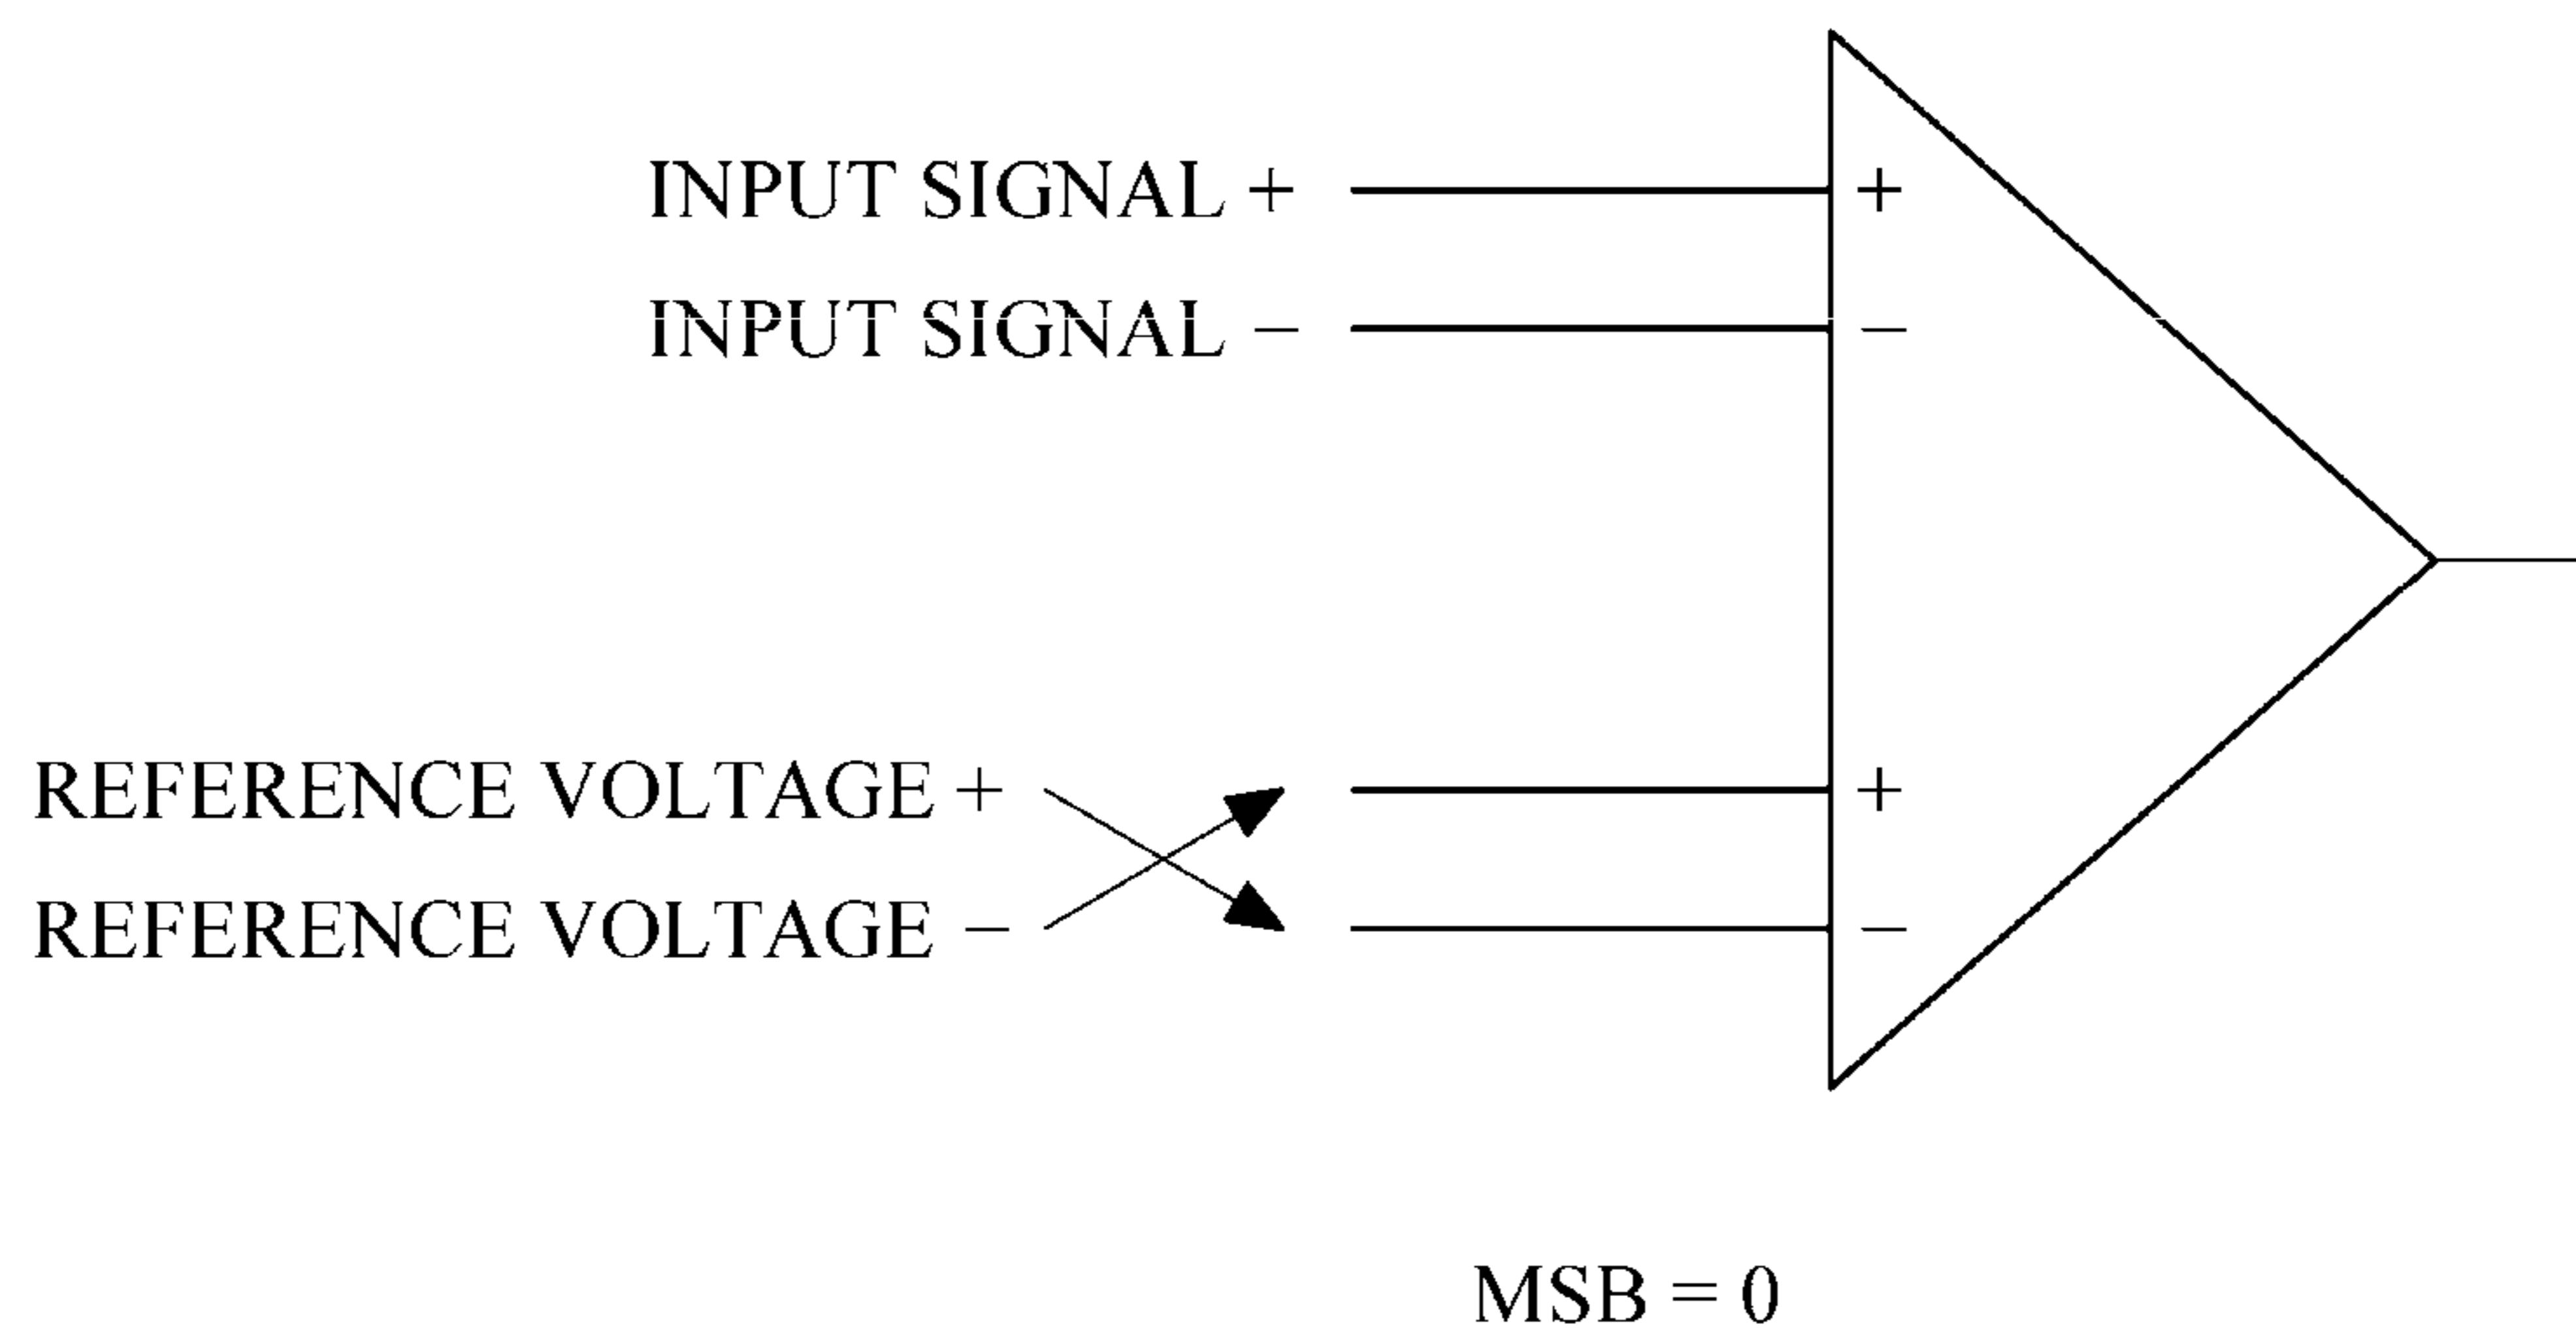 INPUT SIGNAL + +
INPUT SIGNAL − −
REFERENCE VOLTAGE + +
REFERENCE VOLTAGE − −
MSB = 0